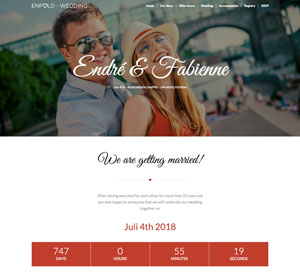 ENFOLD - WEDDING
Home Our Story Who we are Wedding Accomodation Registry RSVP
Endré & Fabienne
We are getting married!
After having searched for each other for more than 25 years we
are now happy to announce that we will celebrate our wedding
together on
Juli 4th 2018
747 0 55 19
DAYS HOURS MINUTES SECONDS